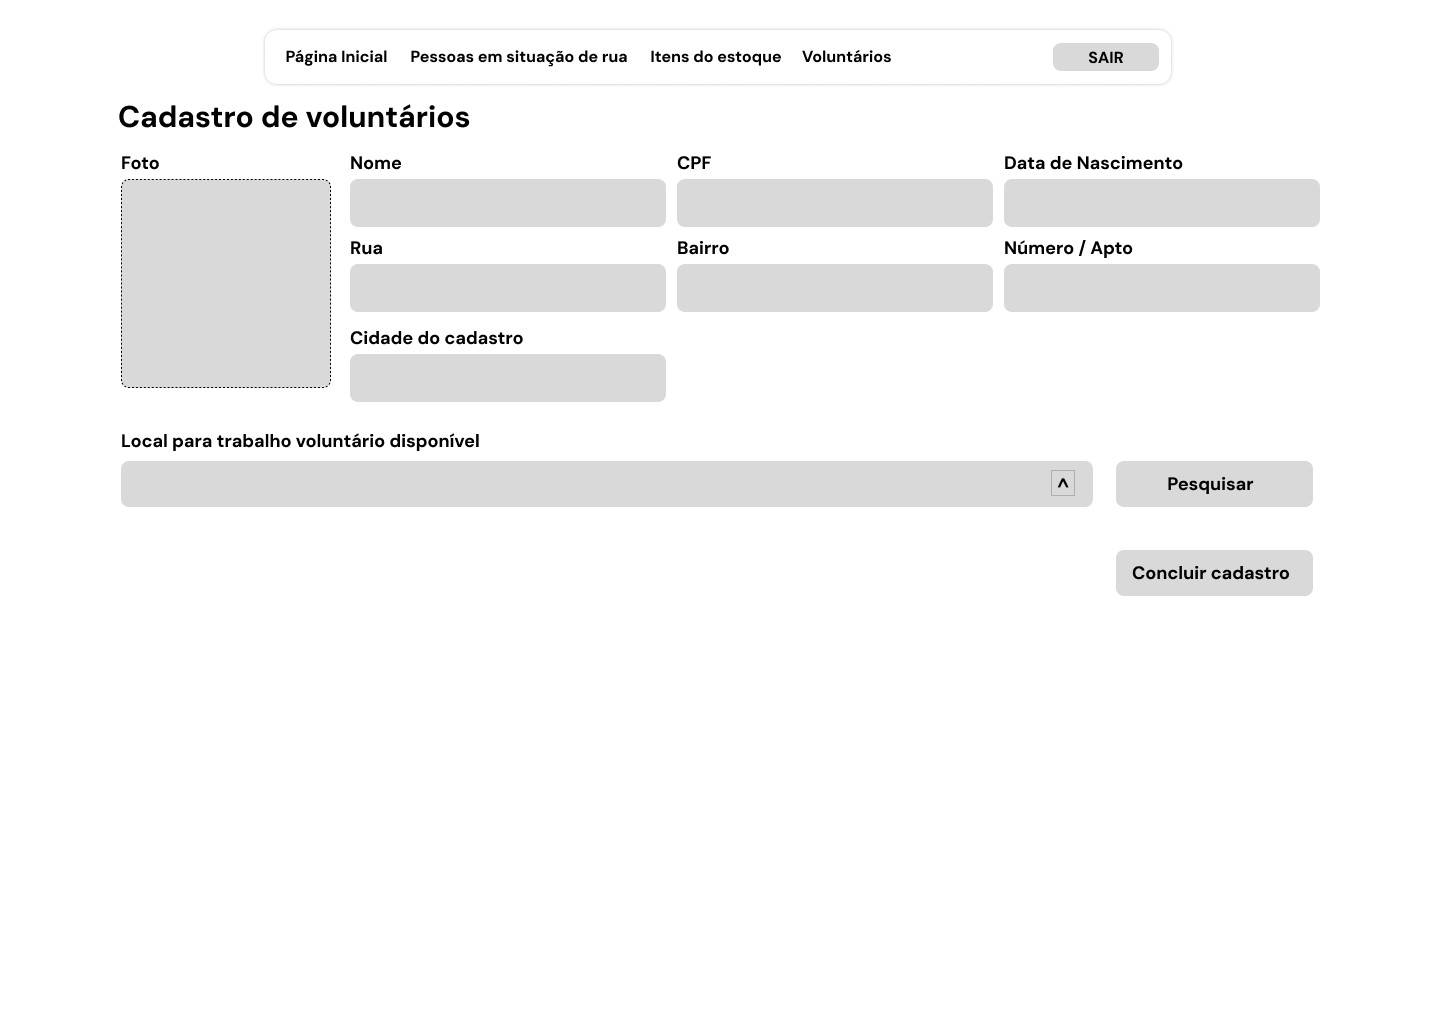 Página Inicial Pessoas em situação de rua Itens do estoque Voluntários SAIR
Cadastro de voluntários
Foto Nome CPF Data de Nascimento
Rua Bairro Número / Apto
Cidade do cadastro
Local para trabalho voluntário disponível
^ Pesquisar
Concluir cadastro